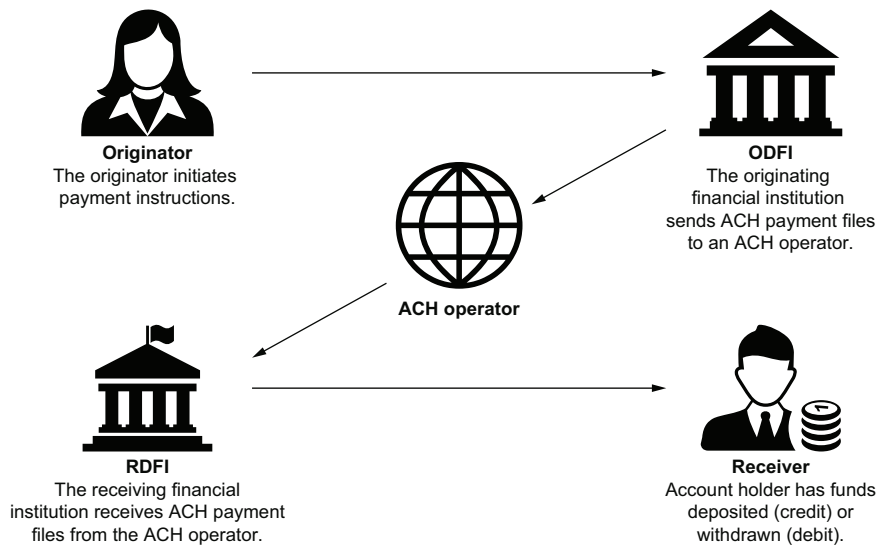 Originator
The originator initiates
payment instructions.
ODFI
The originating
financial institution
sends ACH payment files
to an ACH operator.
ACH operator
RDFI
The receiving financial
institution receives ACH payment
files from the ACH operator.
Receiver
Account holder has funds
deposited (credit) or
withdrawn (debit).
1